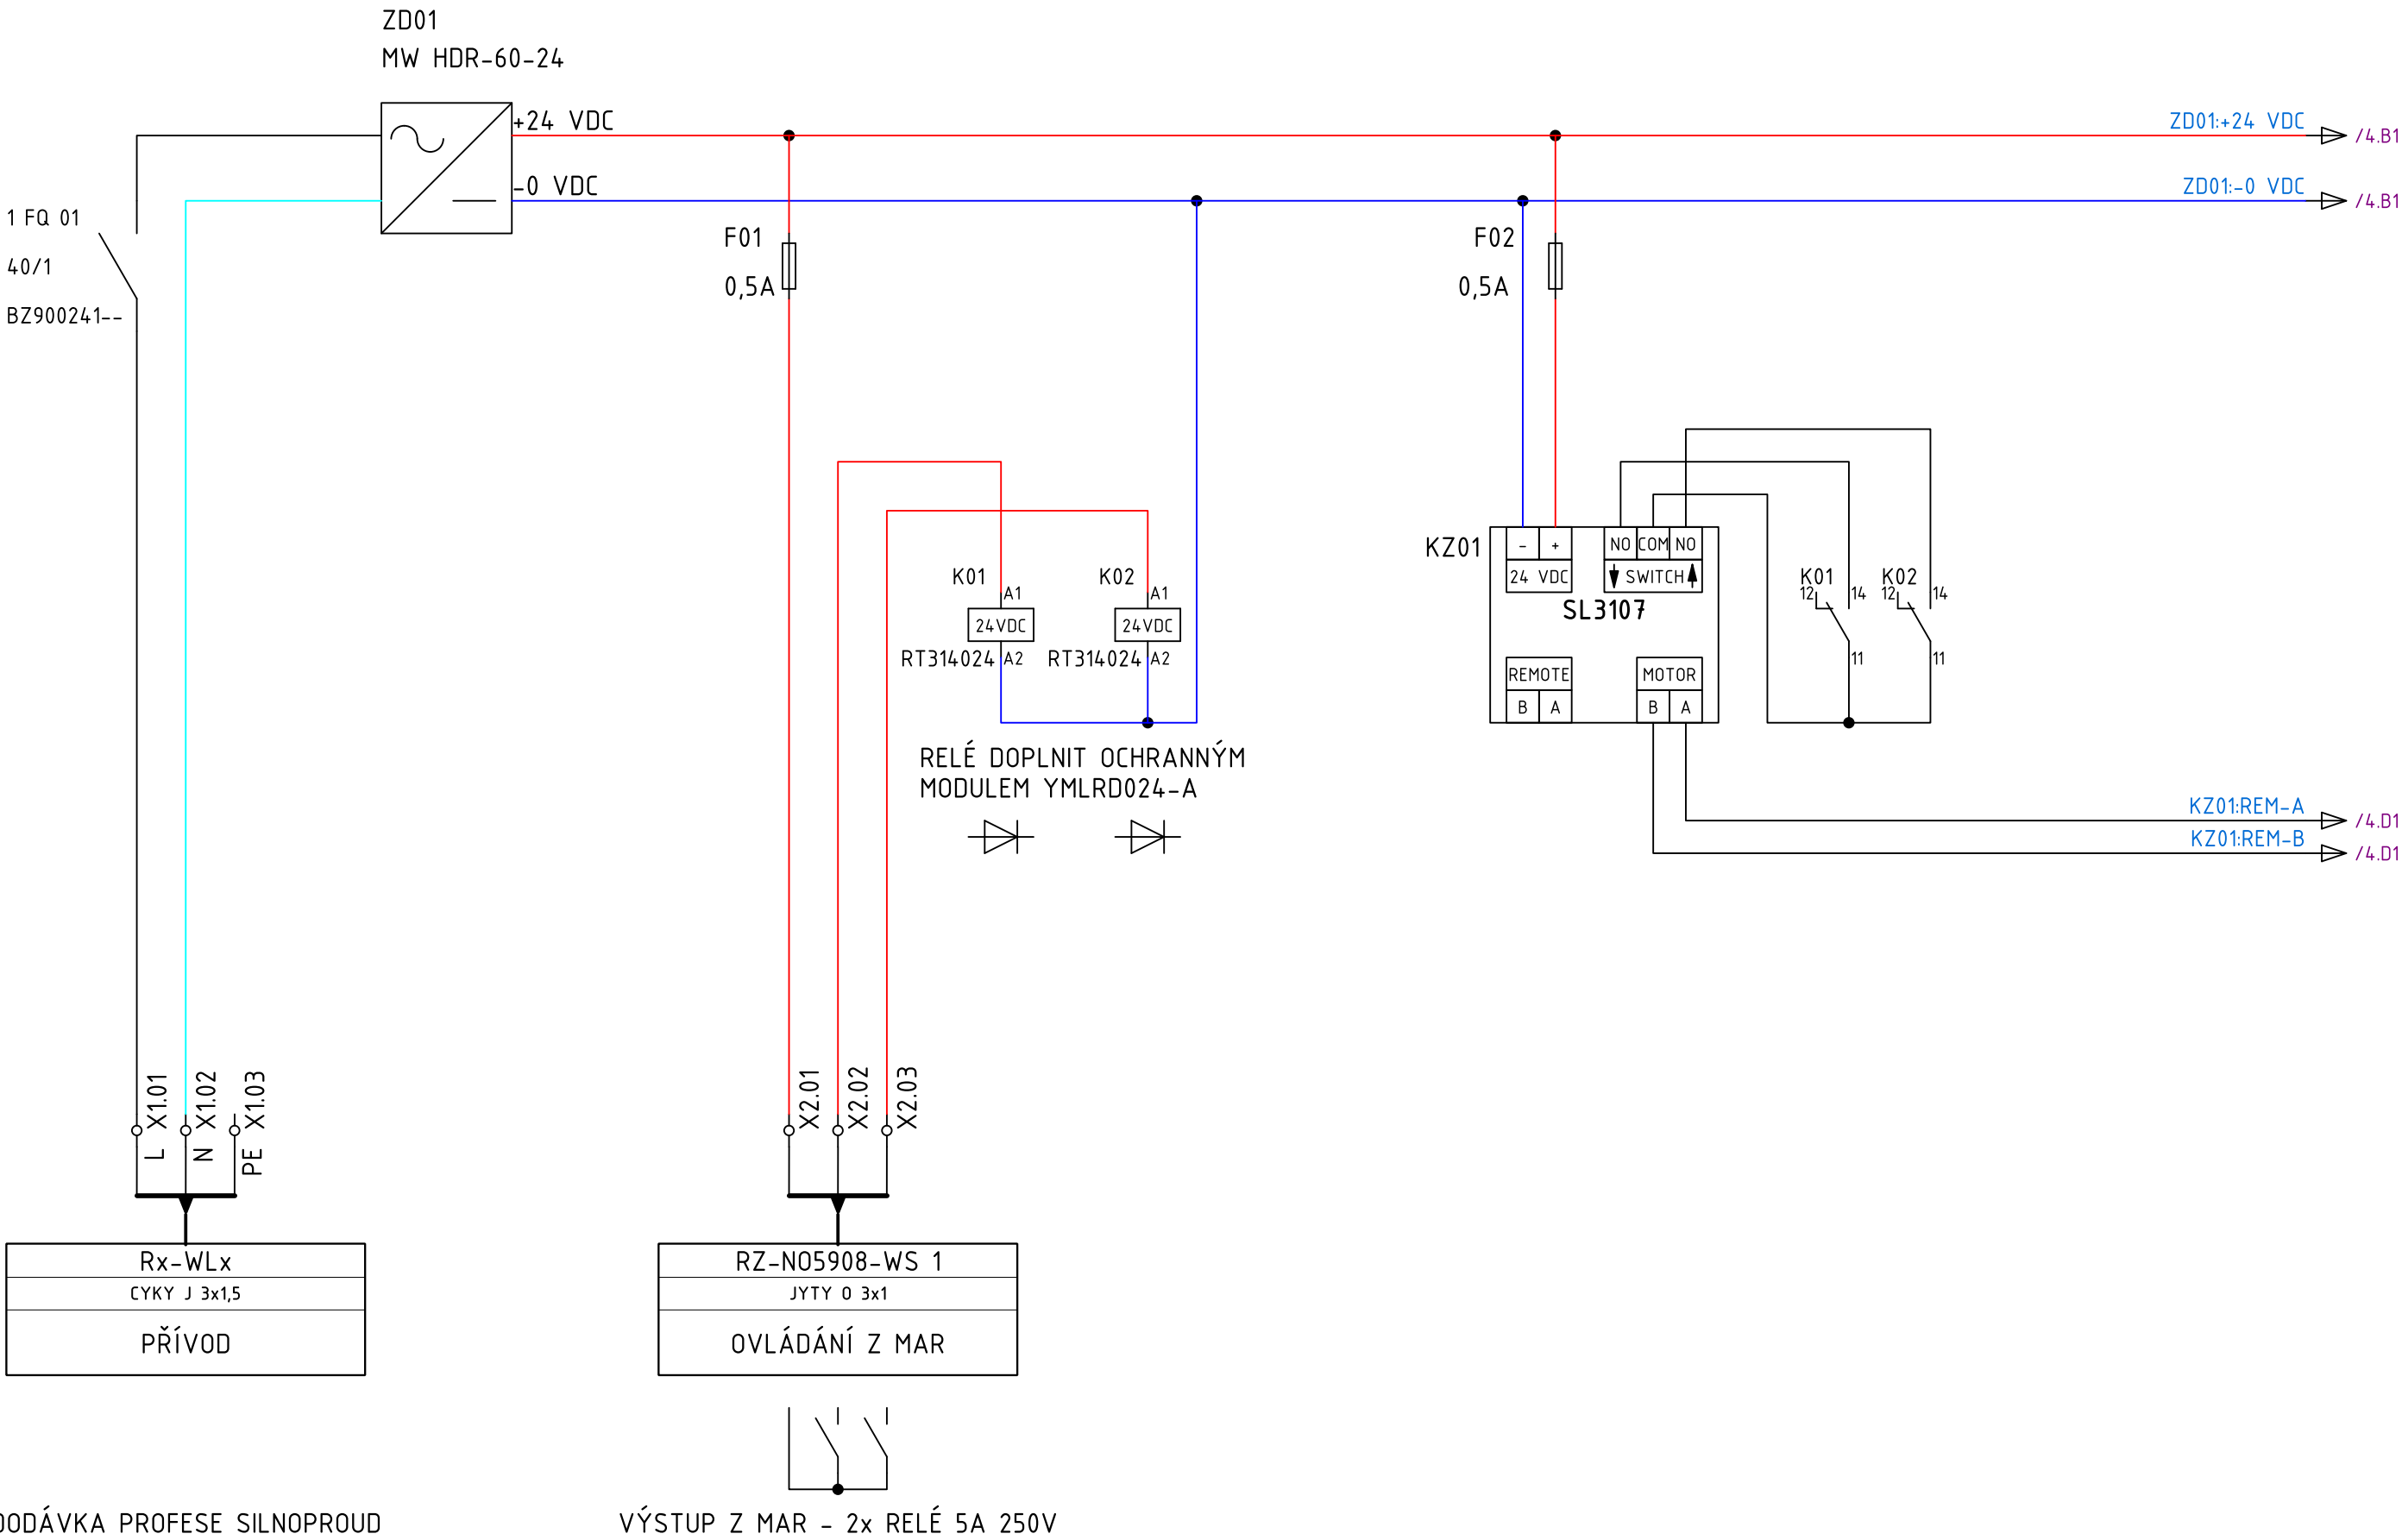 ZD01
MW HDR-60-24
+24 VDC
-0 VDC
ZD01:+24 VDC
/4.B1
ZD01:-0 VDC
/4.B1
1 FQ 01
40/1
BZ900241--
F01
0,5A
F02
0,5A
K01
A1
24VDC
RT314024
A2
K02
A1
24VDC
RT314024
A2
RELÉ DOPLNIT OCHRANNÝM
MODULEM YMLRD024-A
KZ01
- +
24 VDC
NO COM NO
SWITCH
SL3107
REMOTE
B A
MOTOR
B A
K01
12
14
11
K02
12
14
11
KZ01:REM-A
/4.D1
KZ01:REM-B
/4.D1
X1.01
X1.02
X1.03
L
N
PE
X2.01
X2.02
X2.03
Rx-WLx
CYKY J 3x1,5
PŘÍVOD
RZ-NO5908-WS 1
JYTY O 3x1
OVLÁDÁNÍ Z MAR
DODÁVKA PROFESE SILNOPROUD
VÝSTUP Z MAR - 2x RELÉ 5A 250V